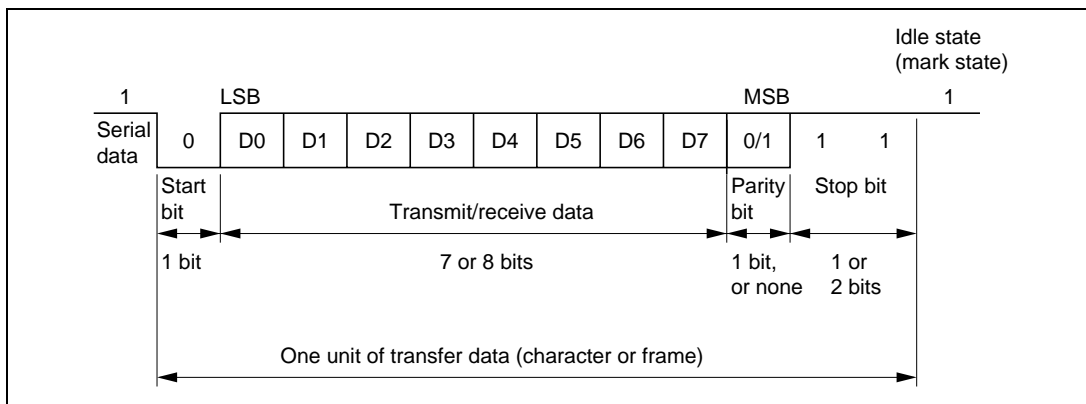 Idle state
(mark state)
1 LSB MSB 1
Serial
data
0 D0 D1 D2 D3 D4 D5 D6 D7 0/1 1 1
Start
bit
Transmit/receive data
Parity
bit
Stop bit
1 bit
7 or 8 bits
1 bit,
or none
1 or
2 bits
One unit of transfer data (character or frame)